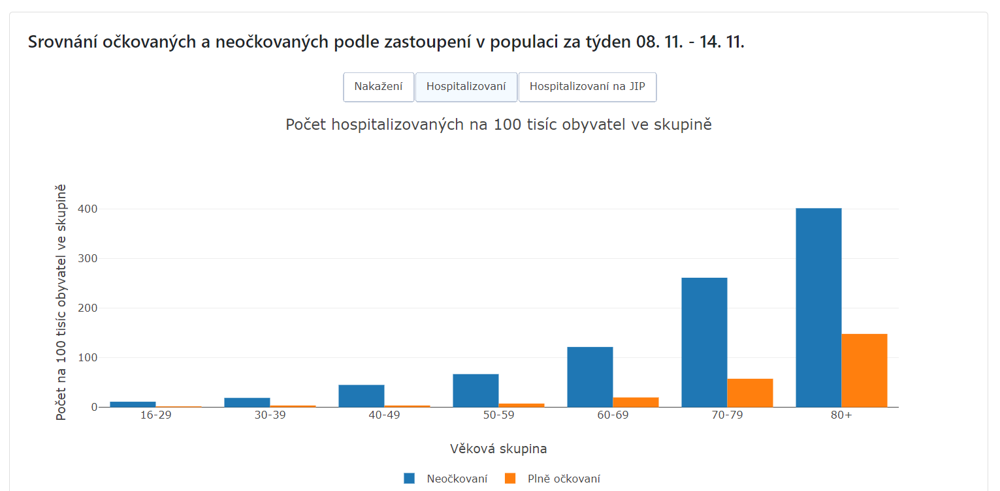 Srovnání očkovaných a neočkovaných podle zastoupení v populaci za týden 08. 11. - 14. 11.
Nakažení Hospitalizovaní Hospitalizovaní na JIP
Počet hospitalizovaných na 100 tisíc obyvatel ve skupině
Počet na 100 tisíc obyvatel ve skupině
400
300
200
100
0
16-29 30-39 40-49 50-59 60-69 70-79 80+
Věková skupina
Neočkovaní Plně očkovaní